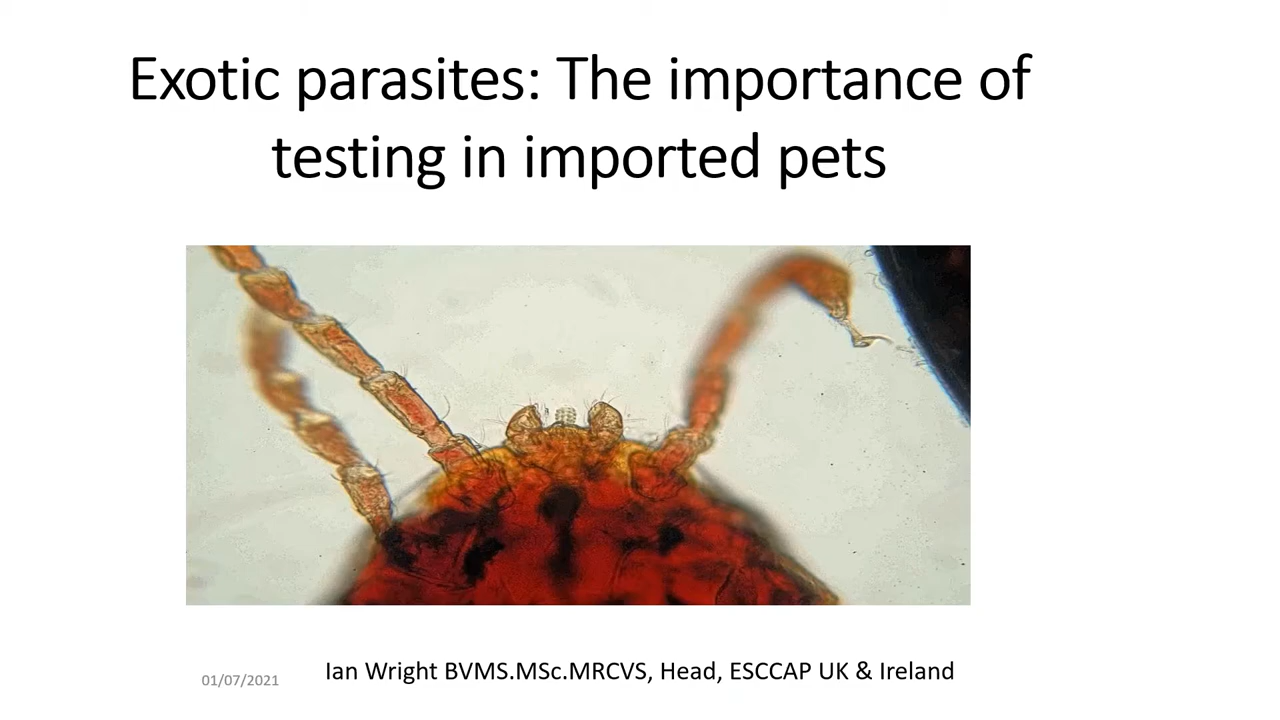 Exotic parasites: The importance of
testing in imported pets
01/07/2021
Ian Wright BVMS.MSc.MRCVS, Head, ESCCAP UK & Ireland